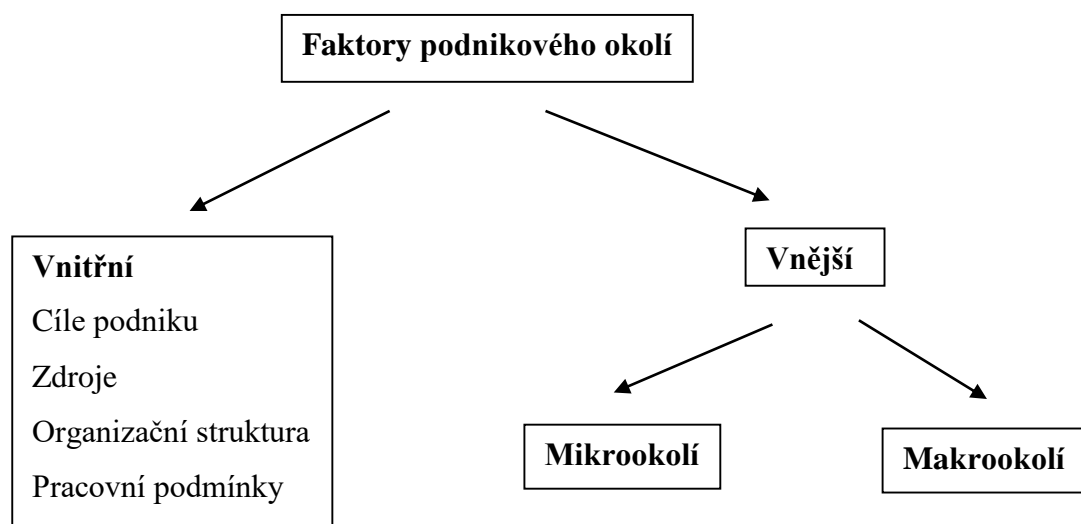 Faktory podnikového okolí
Vnitřní
Cíle podniku
Zdroje
Organizační struktura
Pracovní podmínky
Vnější
Mikrookolí
Makrookolí